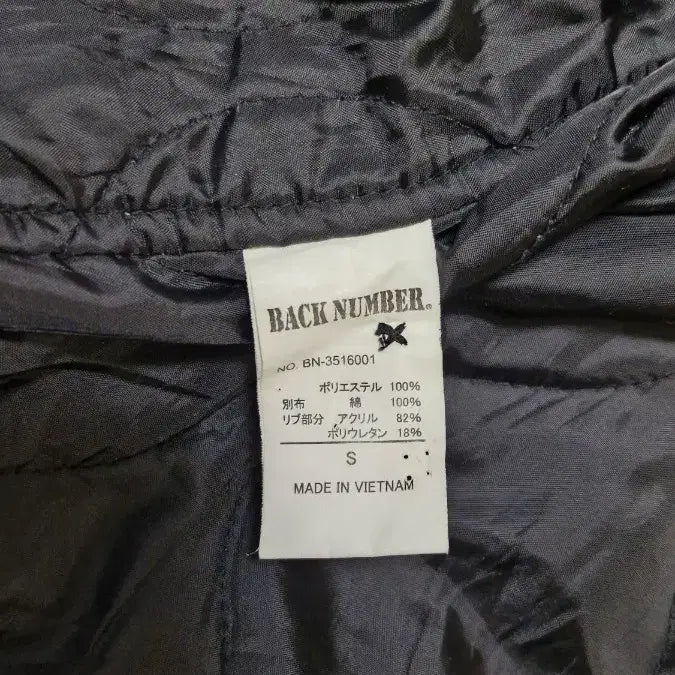 BACK NUMBER®
NO. BN-3516001
ポリエステル 100%
別布 綿 100%
リブ部分 アクリル 82%
ポリウレタン 18%
S
MADE IN VIETNAM